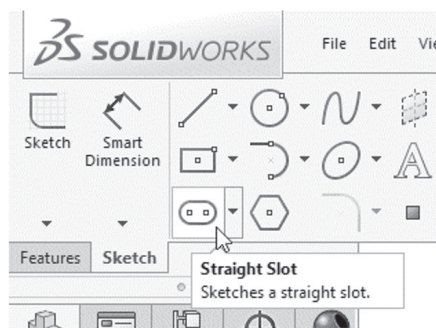 SOLIDWORKS
File Edit
Sketch
Smart
Dimension
Features Sketch
Straight Slot
Sketches a straight slot.